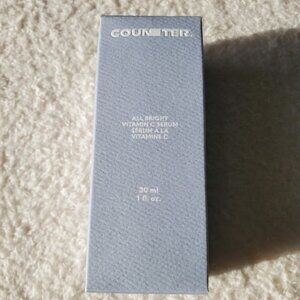 COUNTER
ALL BRIGHT
VITAMIN C SERUM
SÉRUM À LA
VITAMINE C
30 ml
1 fl. oz.